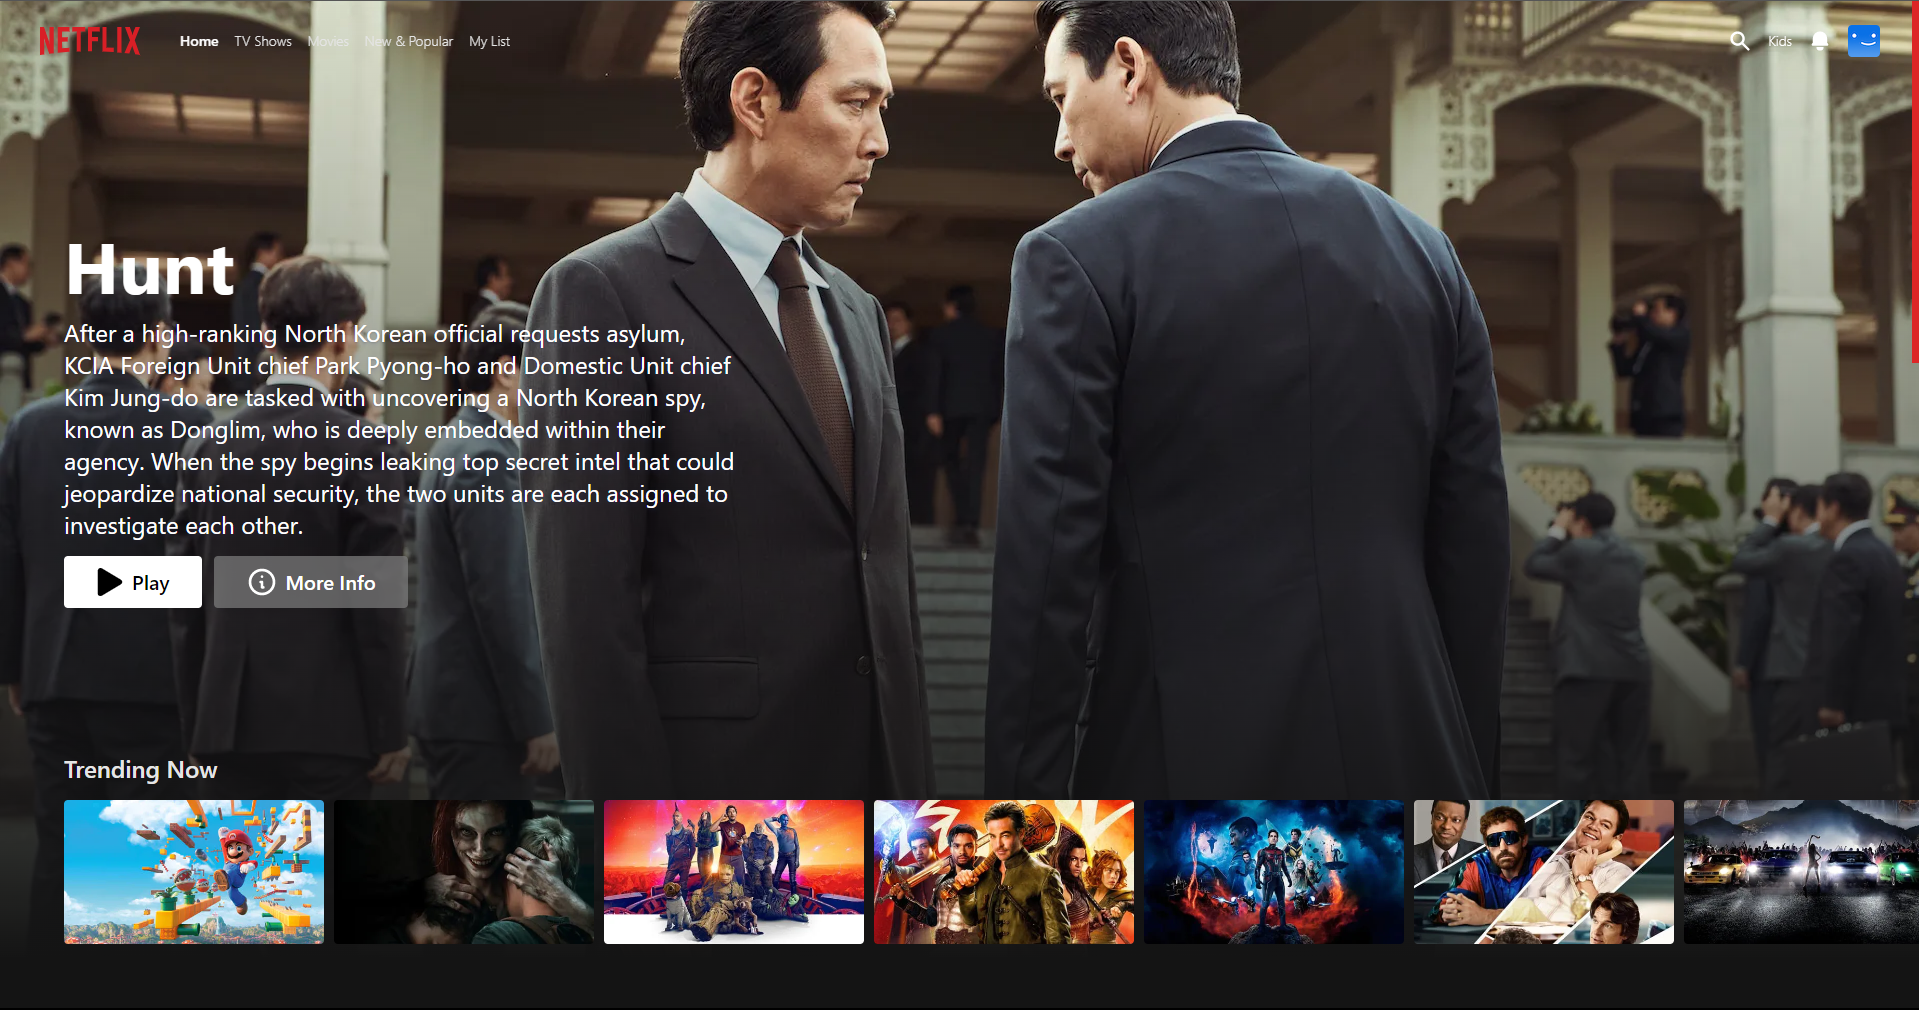 NETFLIX
Home TV Shows Movies New & Popular My List
Kids
Hunt
After a high-ranking North Korean official requests asylum,
KCIA Foreign Unit chief Park Pyong-ho and Domestic Unit chief
Kim Jung-do are tasked with uncovering a North Korean spy,
known as Donglim, who is deeply embedded within their
agency. When the spy begins leaking top secret intel that could
jeopardize national security, the two units are each assigned to
investigate each other.
Play
More Info
Trending Now